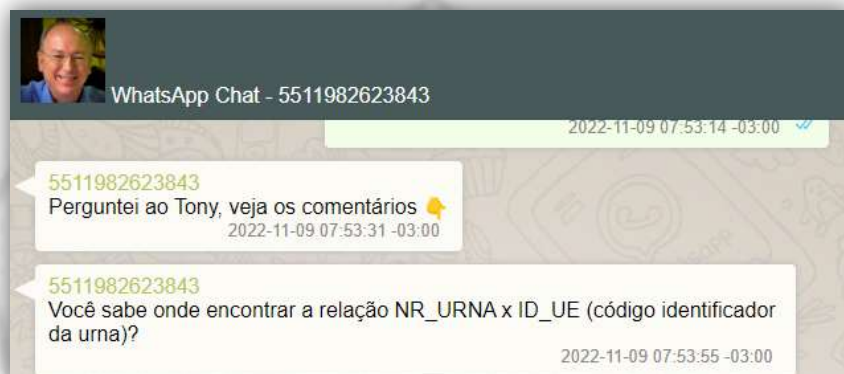 WhatsApp Chat - 5511982623843
2022-11-09 07:53:14 -03:00
5511982623843
Perguntei ao Tony, veja os comentários 👇
2022-11-09 07:53:31 -03:00
5511982623843
Você sabe onde encontrar a relação NR_URNA x ID_UE (código identificador
da urna)?
2022-11-09 07:53:55 -03:00